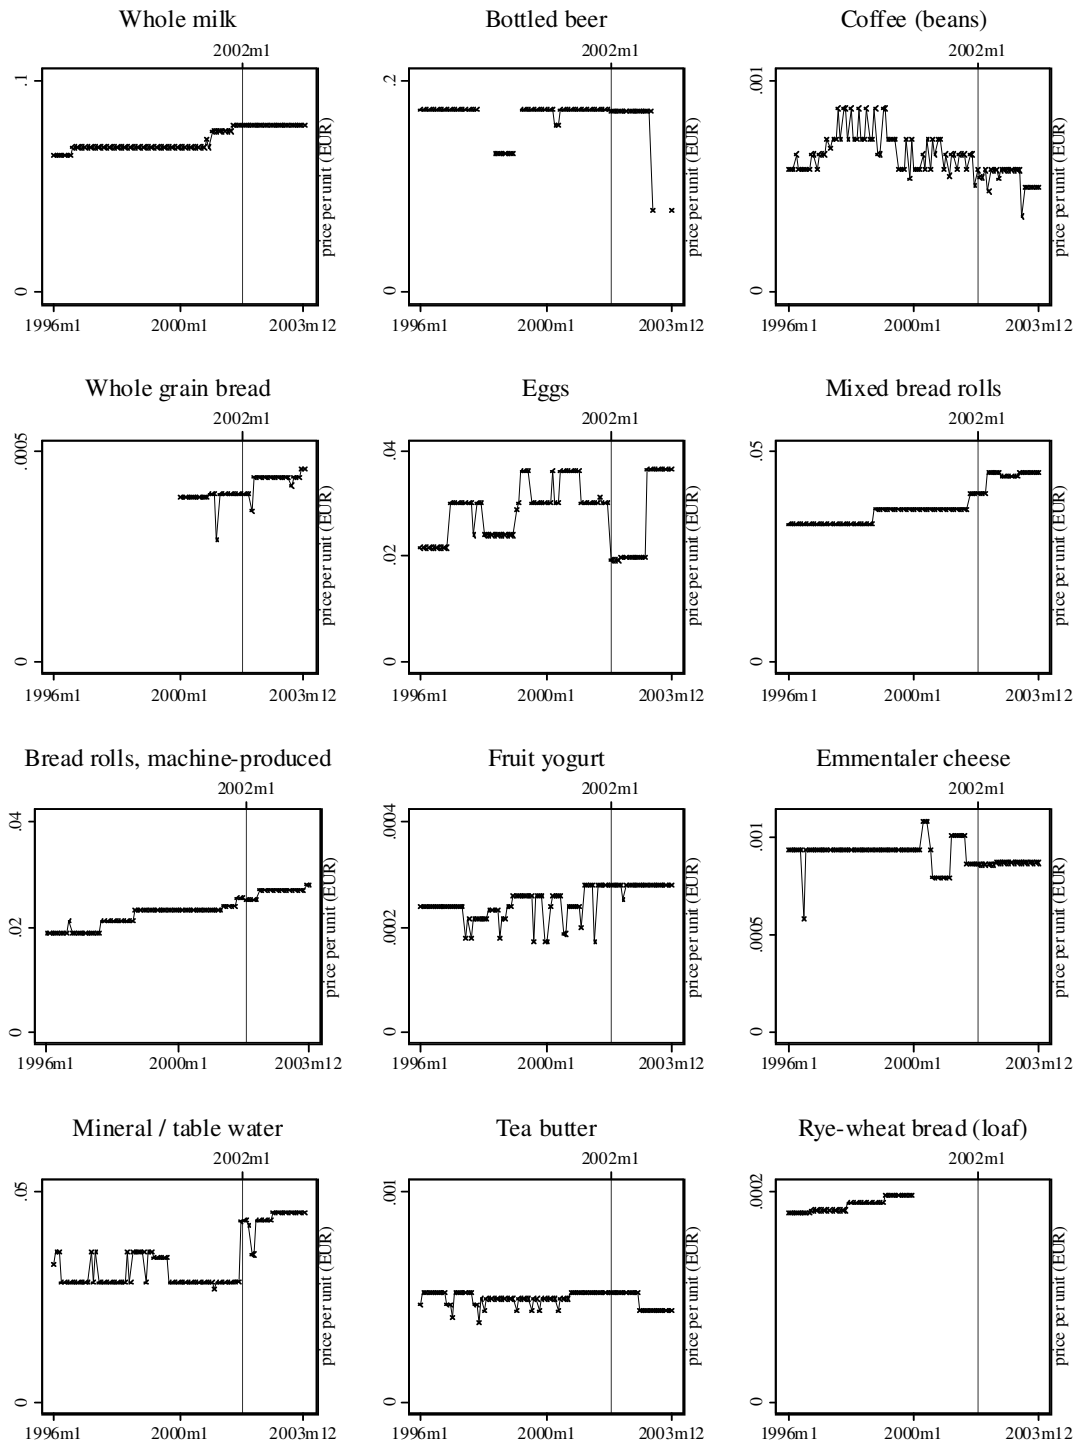 Whole milk
2002m1
.1
0
price per unit (EUR)
1996m1 2000m1 2003m12
Bottled beer
2002m1
.2
0
price per unit (EUR)
1996m1 2000m1 2003m12
Coffee (beans)
2002m1
.001
0
price per unit (EUR)
1996m1 2000m1 2003m12
Whole grain bread
2002m1
.0005
0
price per unit (EUR)
1996m1 2000m1 2003m12
Eggs
2002m1
.04
.02
0
price per unit (EUR)
1996m1 2000m1 2003m12
Mixed bread rolls
2002m1
.05
0
price per unit (EUR)
1996m1 2000m1 2003m12
Bread rolls, machine-produced
2002m1
.04
.02
0
price per unit (EUR)
1996m1 2000m1 2003m12
Fruit yogurt
2002m1
.0004
.0002
0
price per unit (EUR)
1996m1 2000m1 2003m12
Emmentaler cheese
2002m1
.001
.0005
0
price per unit (EUR)
1996m1 2000m1 2003m12
Mineral / table water
2002m1
.05
0
price per unit (EUR)
1996m1 2000m1 2003m12
Tea butter
2002m1
.001
0
price per unit (EUR)
1996m1 2000m1 2003m12
Rye-wheat bread (loaf)
2002m1
.0002
0
price per unit (EUR)
1996m1 2000m1 2003m12